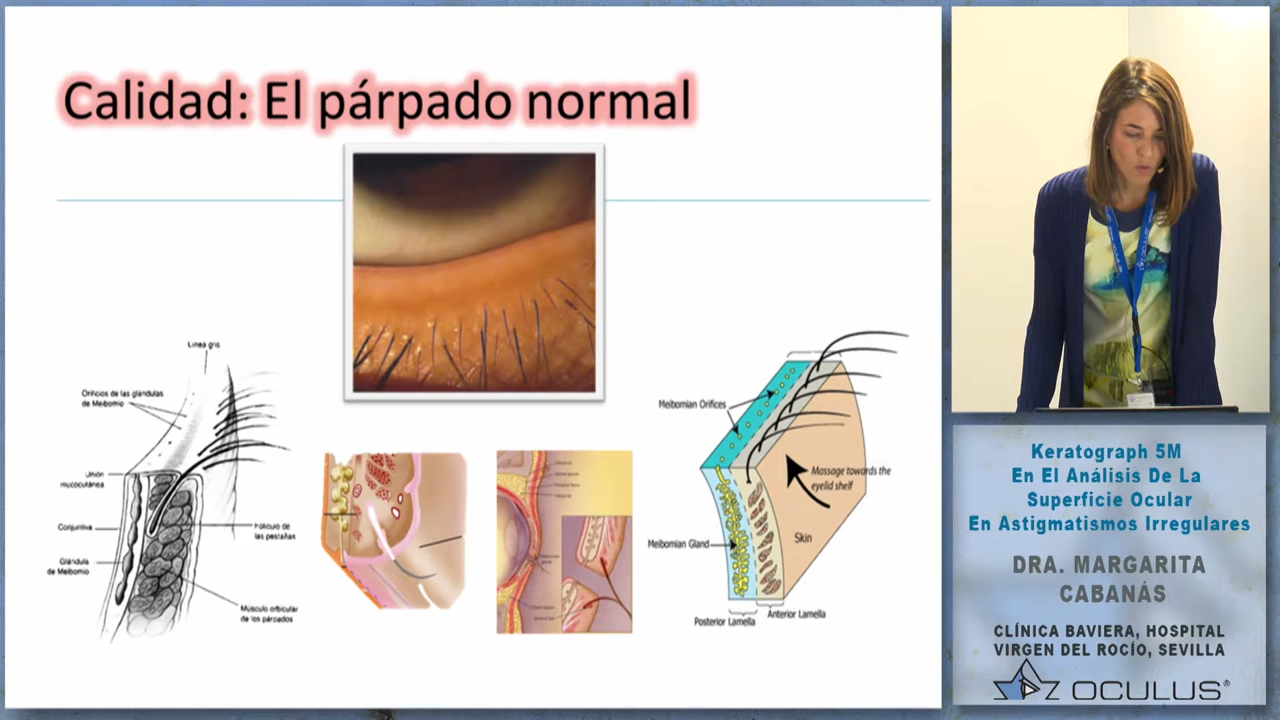 Calidad: El párpado normal
Línea gris
Orificios de las glándulas
de Meibomio
Unión
mucocutánea
Conjuntiva
Glándula
de Meibomio
Folículo de
las pestañas
Músculo orbicular
de los párpados
Meibomian Orifices
Massage towards the
eyelid shelf
Meibomian Gland
Skin
Posterior Lamella
Anterior Lamella
Keratograph 5M
En El Análisis De La
Superficie Ocular
En Astigmatismos Irregulares
DRA. MARGARITA
CABANÁS
CLÍNICA BAVIERA, HOSPITAL
VIRGEN DEL ROCÍO, SEVILLA
OCULUS®